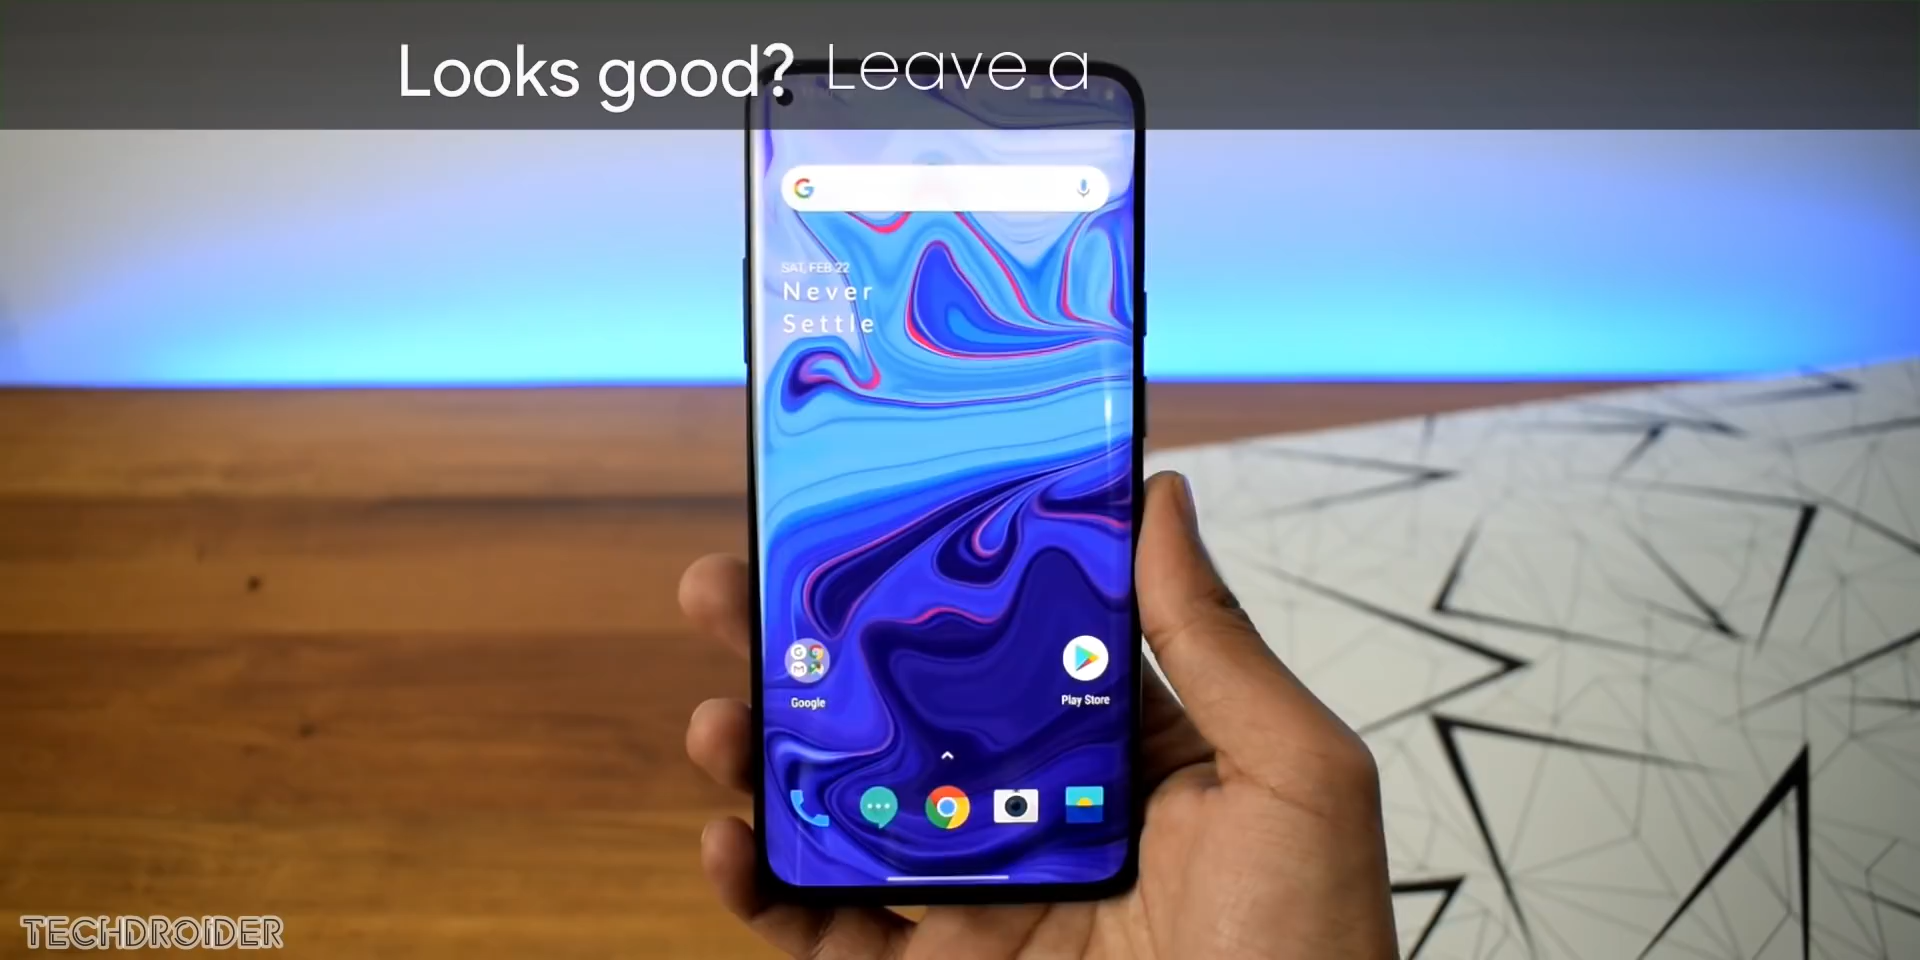 Looks good? Leave a
SAT, FEB 22
Never
Settle
Google
Play Store
TECHDROIDER